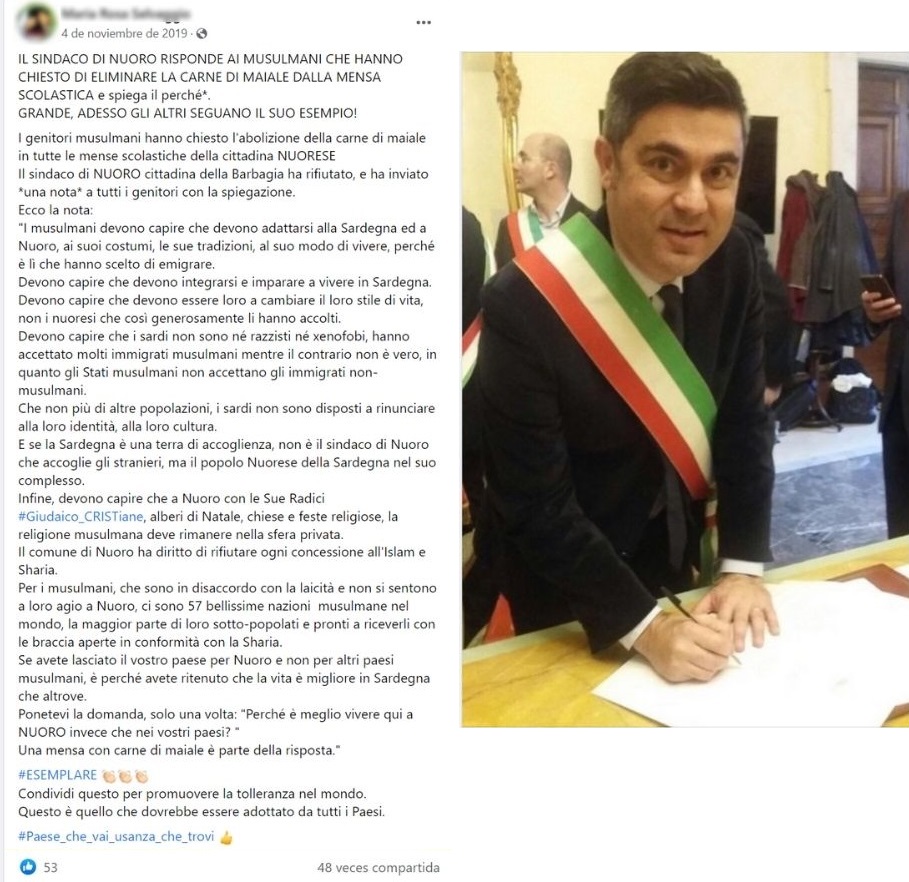 4 de noviembre de 2019 ·
IL SINDACO DI NUORO RISPONDE AI MUSULMANI CHE HANNO
CHIESTO DI ELIMINARE LA CARNE DI MAIALE DALLA MENSA
SCOLASTICA e spiega il perché*.
GRANDE, ADESSO GLI ALTRI SEGUANO IL SUO ESEMPIO!
I genitori musulmani hanno chiesto l'abolizione della carne di maiale
in tutte le mense scolastiche della cittadina NUORESE
Il sindaco di NUORO cittadina della Barbagia ha rifiutato, e ha inviato
*una nota* a tutti i genitori con la spiegazione.
Ecco la nota:
"I musulmani devono capire che devono adattarsi alla Sardegna ed a
Nuoro, ai suoi costumi, le sue tradizioni, al suo modo di vivere, perché
è lì che hanno scelto di emigrare.
Devono capire che devono integrarsi e imparare a vivere in Sardegna.
Devono capire che devono essere loro a cambiare il loro stile di vita,
non i nuoresi che così generosamente li hanno accolti.
Devono capire che i sardi non sono né razzisti né xenofobi, hanno
accettato molti immigrati musulmani mentre il contrario non è vero, in
quanto gli Stati musulmani non accettano gli immigrati non-
musulmani.
Che non più di altre popolazioni, i sardi non sono disposti a rinunciare
alla loro identità, alla loro cultura.
E se la Sardegna è una terra di accoglienza, non è il sindaco di Nuoro
che accoglie gli stranieri, ma il popolo Nuorese della Sardegna nel suo
complesso.
Infine, devono capire che a Nuoro con le Sue Radici
#Giudaico_CRISTiane, alberi di Natale, chiese e feste religiose, la
religione musulmana deve rimanere nella sfera privata.
Il comune di Nuoro ha diritto di rifiutare ogni concessione all'Islam e
Sharia.
Per i musulmani, che sono in disaccordo con la laicità e non si sentono
a loro agio a Nuoro, ci sono 57 bellissime nazioni musulmane nel
mondo, la maggior parte di loro sotto-popolati e pronti a riceverli con
le braccia aperte in conformità con la Sharia.
Se avete lasciato il vostro paese per Nuoro e non per altri paesi
musulmani, è perché avete ritenuto che la vita è migliore in Sardegna
che altrove.
Ponetevi la domanda, solo una volta: "Perché è meglio vivere qui a
NUORO invece che nei vostri paesi? "
Una mensa con carne di maiale è parte della risposta."
#ESEMPLARE 👏🏻👏🏻👏🏻
Condividi questo per promuovere la tolleranza nel mondo.
Questo è quello che dovrebbe essere adottato da tutti i Paesi.
#Paese_che_vai_usanza_che_trovi 👍
53
48 veces compartida